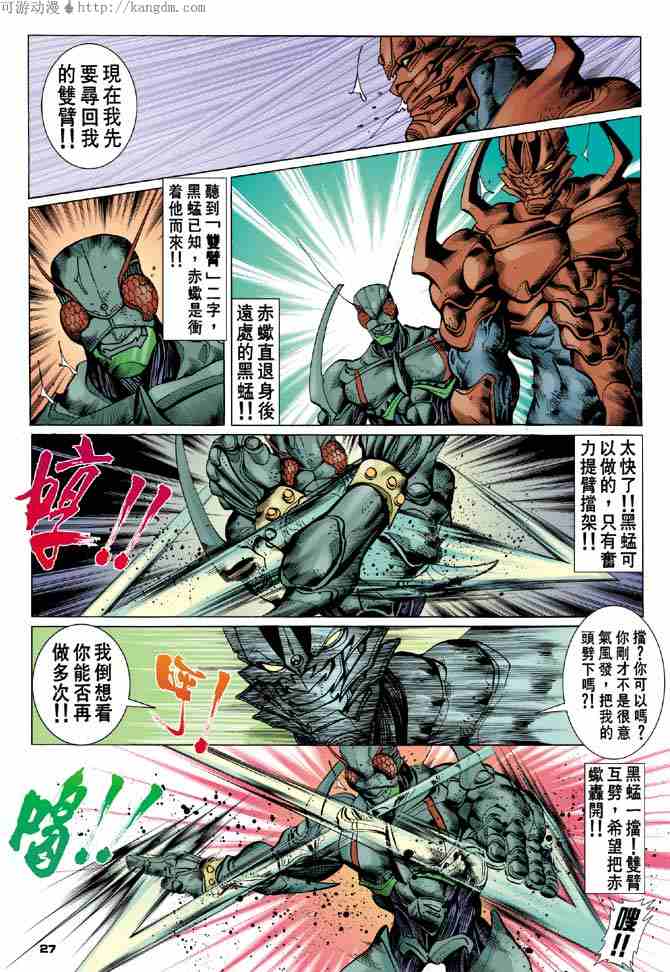 可游动漫 http://kangdm.com/
現在我先
要尋回我
的雙臂!!
聽到「雙臂」二字,
黑蜢已知,赤蠍是衝
着他而來!!
赤蠍直退身後
遠處的黑蜢!!
太快了!!黑蜢可
以做的,只有奮
力提臂擋架!!
擋?你可以嗎?
你剛才不是很意
氣風發,把我的
頭劈下嗎?!
我倒想看
你能否再
做多次!!
黑蜢一擋!雙臂
互劈,希望把赤
蠍轟開!!
嗖!!
27